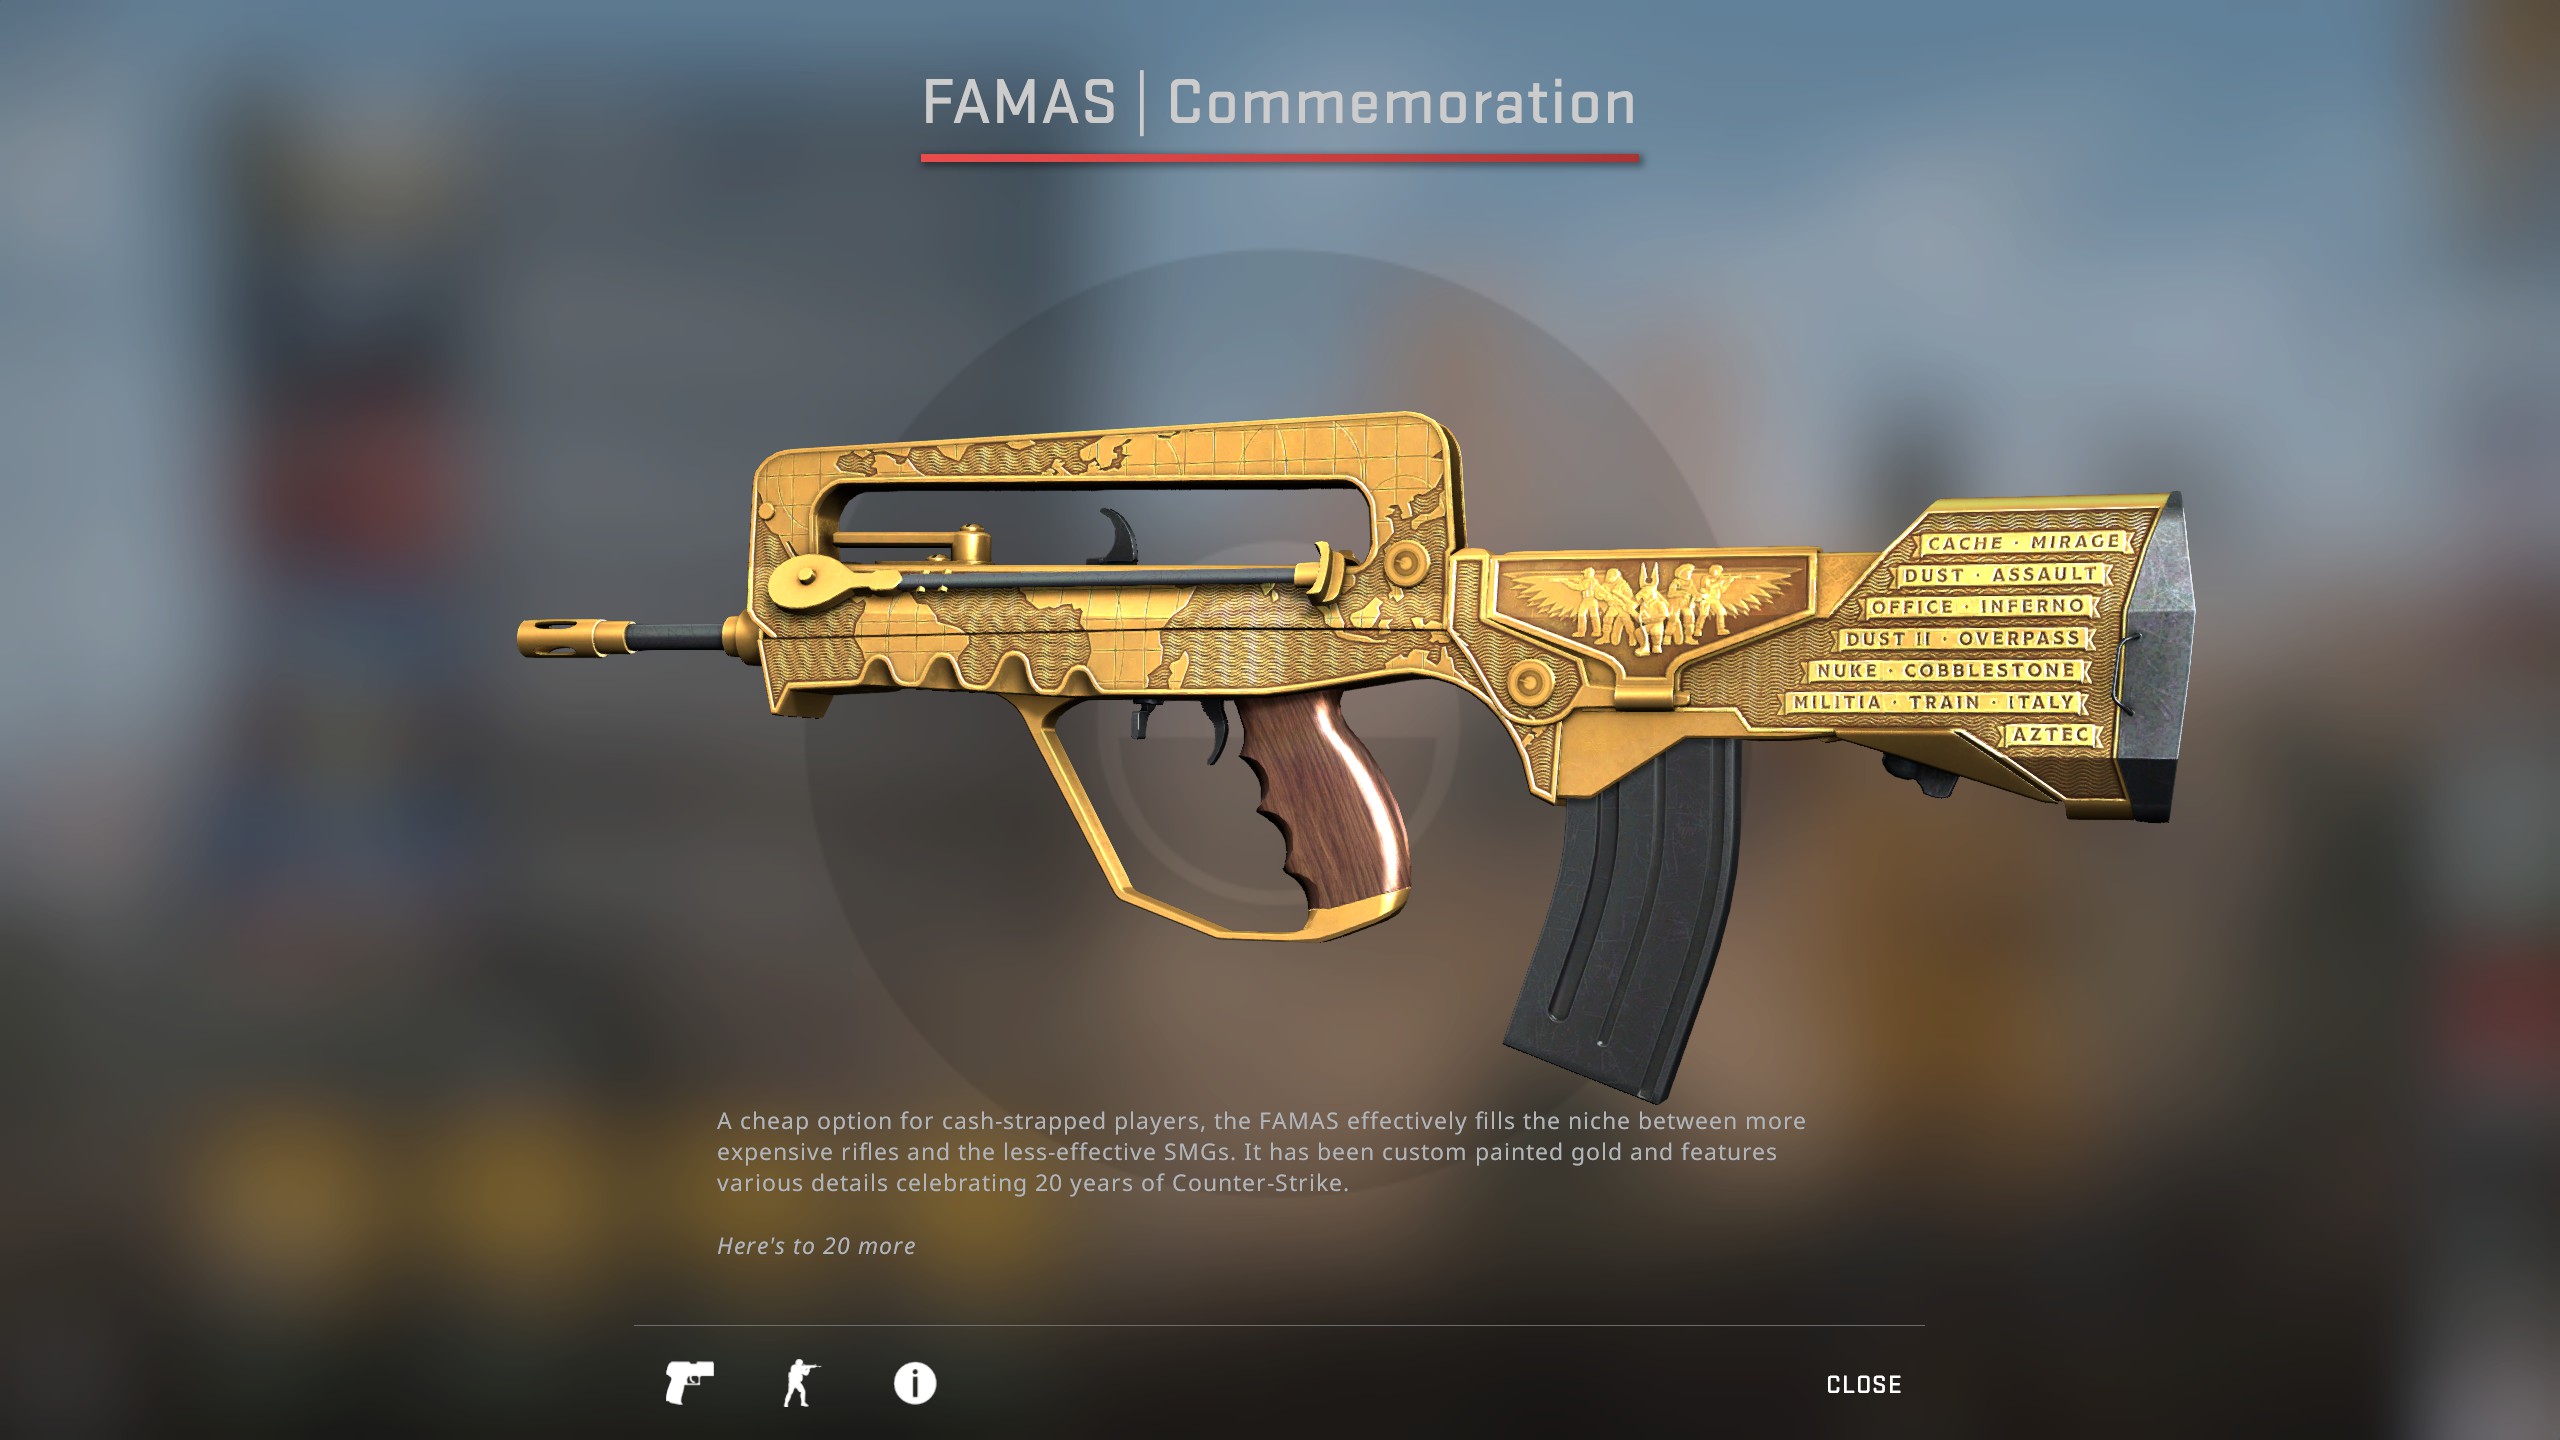 FAMAS | Commemoration
CACHE · MIRAGE
DUST · ASSAULT
OFFICE · INFERNO
DUST II · OVERPASS
NUKE · COBBLESTONE
MILITIA · TRAIN · ITALY
AZTEC
A cheap option for cash-strapped players, the FAMAS effectively fills the niche between more
expensive rifles and the less-effective SMGs. It has been custom painted gold and features
various details celebrating 20 years of Counter-Strike.
Here's to 20 more
CLOSE